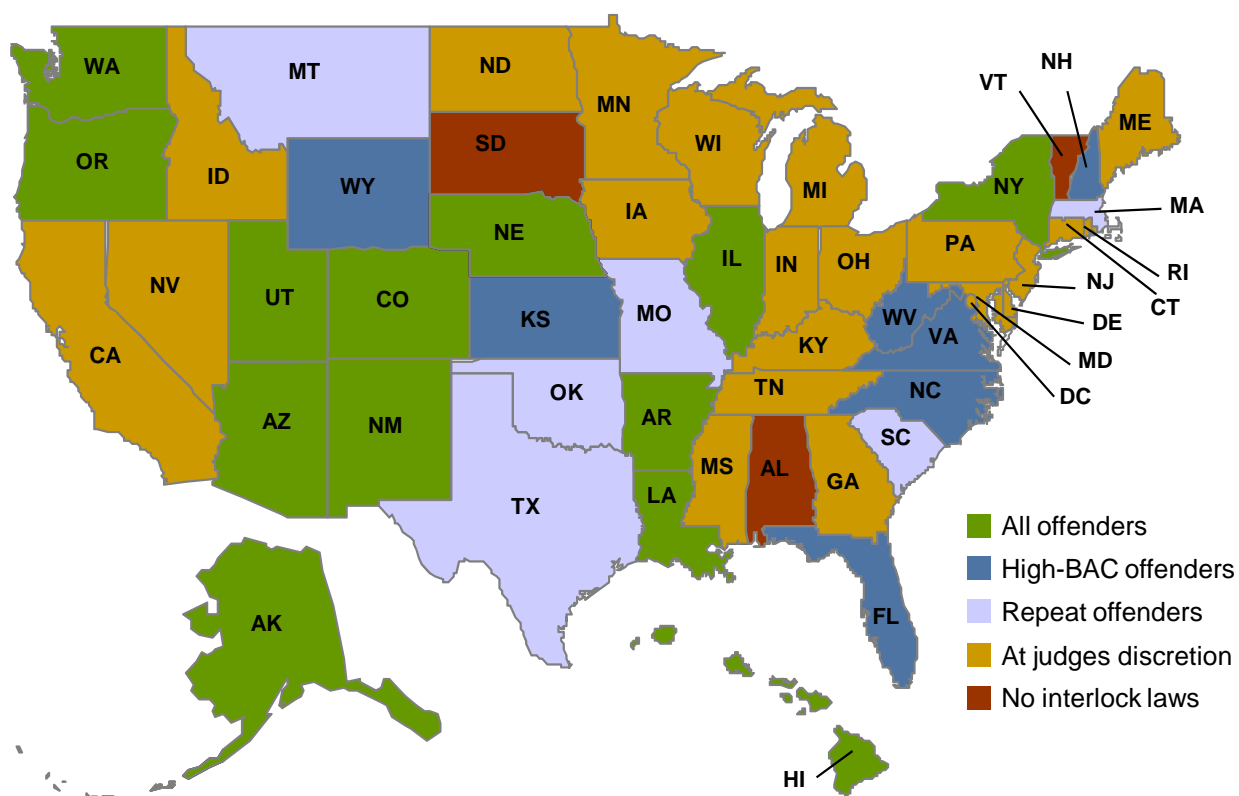 WA
MT
ND
MN
VT
NH
ME
OR
ID
SD
WI
WY
MI
NY
MA
IA
NE
PA
RI
NV
UT
CO
IL
IN
OH
NJ
CT
CA
KS
MO
WV
VA
DE
KY
MD
AZ
NM
OK
AR
TN
NC
DC
SC
MS
AL
GA
LA
TX
FL
AK
HI
All offenders
High-BAC offenders
Repeat offenders
At judges discretion
No interlock laws